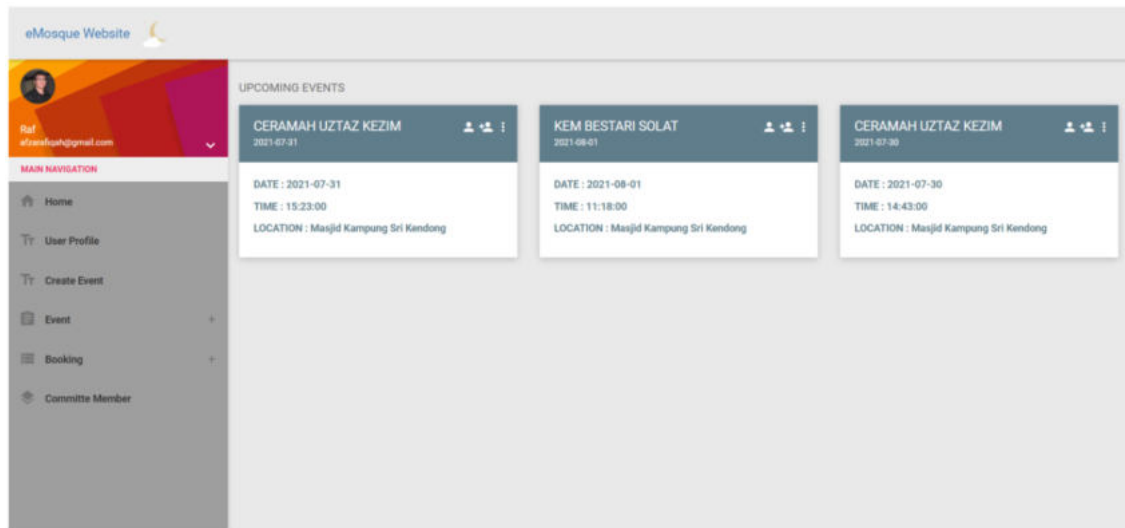 eMosque Website
Raf
afzarafiqah@gmail.com
MAIN NAVIGATION
Home
User Profile
Create Event
Event
Booking
Committe Member
UPCOMING EVENTS
CERAMAH UZTAZ KEZIM
2021-07-31
DATE : 2021-07-31
TIME : 15:23:00
LOCATION : Masjid Kampung Sri Kendong
KEM BESTARI SOLAT
2021-08-01
DATE : 2021-08-01
TIME : 11:18:00
LOCATION : Masjid Kampung Sri Kendong
CERAMAH UZTAZ KEZIM
2021-07-30
DATE : 2021-07-30
TIME : 14:43:00
LOCATION : Masjid Kampung Sri Kendong